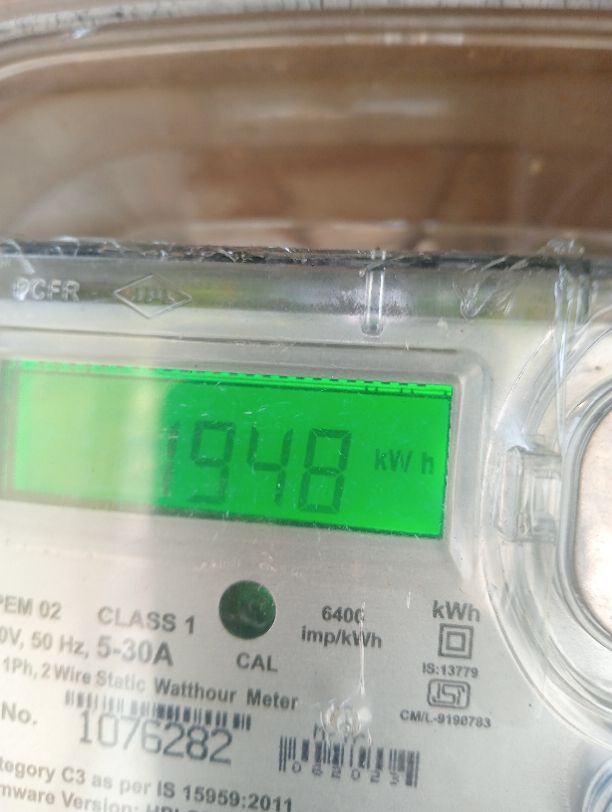 PCFR
HPL
1948 kW h
PEM 02 CLASS 1
0V, 50 Hz, 5-30A
CAL
6400
imp/kWh
kWh
IS:13779
CM/L-9190783
1Ph, 2 Wire Static Watthour Meter
No. 1076282
062023
tegory C3 as per IS 15959:2011
mware Version: